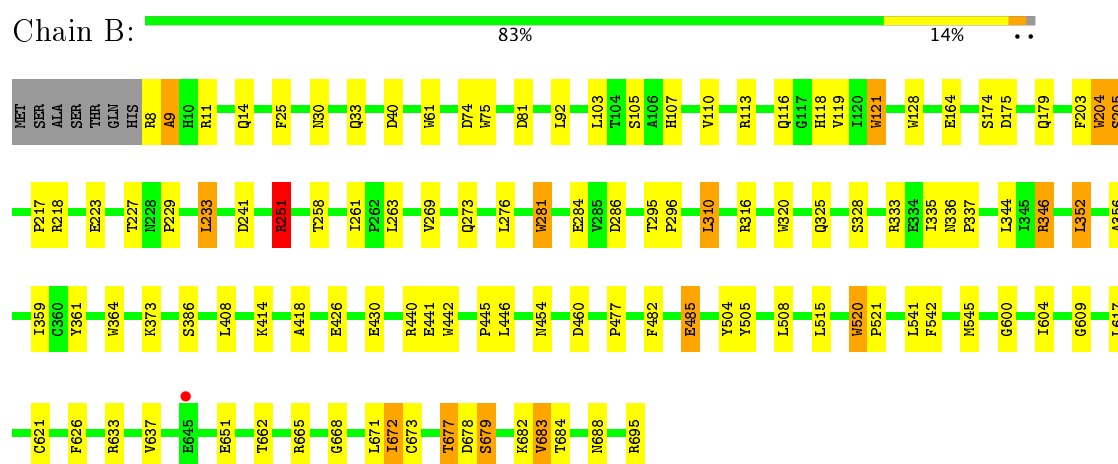 Chain B:
83% 14% • •
MET SER ALA SER THR GLN HIS R8 A9 H10 R11 Q14 F25 N30 Q33 D40 W61 D74 W75 D81 L92 L103 T104 S105 A106 H107 V110 R113 Q116 G117 H118 V119 I120 W121 W128 E164 S174 D175 Q179 F203 W204 S205
P217 R218 E223 T227 N228 P229 L233 D241 R251 T258 I261 P262 L263 V269 Q273 L276 W281 E284 V285 D286 T295 P296 L310 R316 W320 Q325 S328 R333 E334 I335 N336 P337 L344 I345 R346 L352 A356
I359 C360 Y361 W364 K373 S386 L408 K414 A418 E426 E430 R440 E441 W442 P445 L446 N454 D460 P477 F482 E485 Y504 Y505 L508 L515 W520 P521 L541 F542 M545 G600 I604 G609 L617
C621 F626 R633 V637 E645 E651 T662 R665 G668 L671 I672 C673 T677 D678 S679 K682 V683 T684 N688 R695